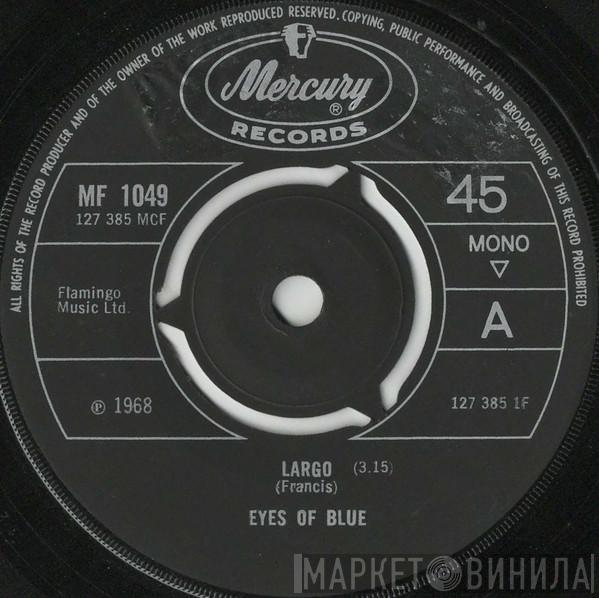 ALL RIGHTS OF THE RECORD PRODUCER AND OF THE OWNER OF THE WORK REPRODUCED RESERVED. COPYING, PUBLIC PERFORMANCE AND BROADCASTING OF THIS RECORD PROHIBITED
Mercury ®
RECORDS
MF 1049
127 385 MCF
45
MONO
Flamingo
Music Ltd.
A
℗ 1968
127 385 1F
LARGO (3.15)
(Francis)
EYES OF BLUE
МАРКЕТ ВИНИЛА